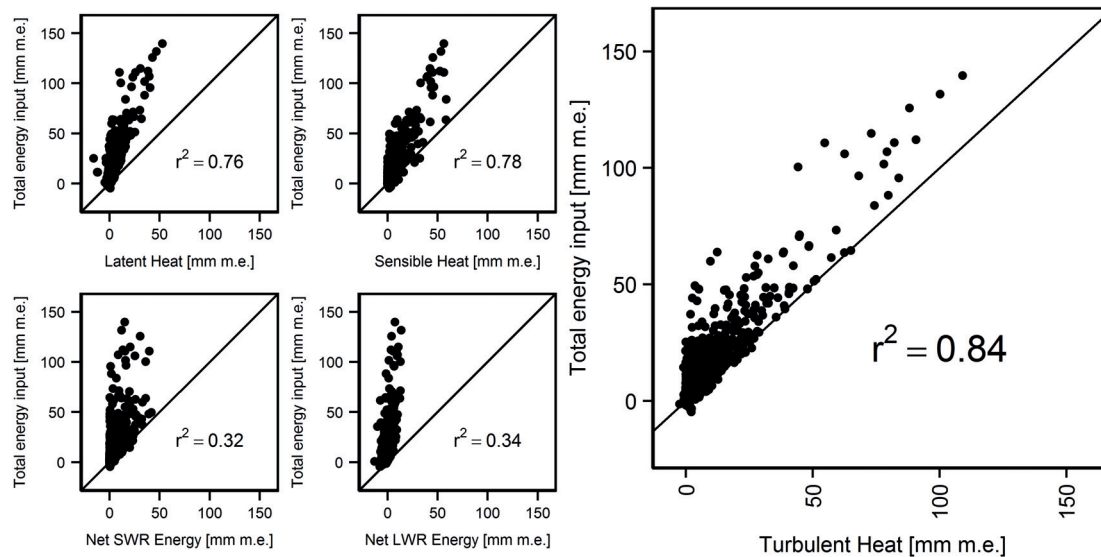 Total energy input [mm m.e.]
150
100
50
0
r² = 0.76
0 50 100 150
Latent Heat [mm m.e.]
Total energy input [mm m.e.]
150
100
50
0
r² = 0.78
0 50 100 150
Sensible Heat [mm m.e.]
Total energy input [mm m.e.]
150
100
50
0
r² = 0.32
0 50 100 150
Net SWR Energy [mm m.e.]
Total energy input [mm m.e.]
150
100
50
0
r² = 0.34
0 50 100 150
Net LWR Energy [mm m.e.]
Total energy input [mm m.e.]
150
100
50
0
r² = 0.84
0 50 100 150
Turbulent Heat [mm m.e.]